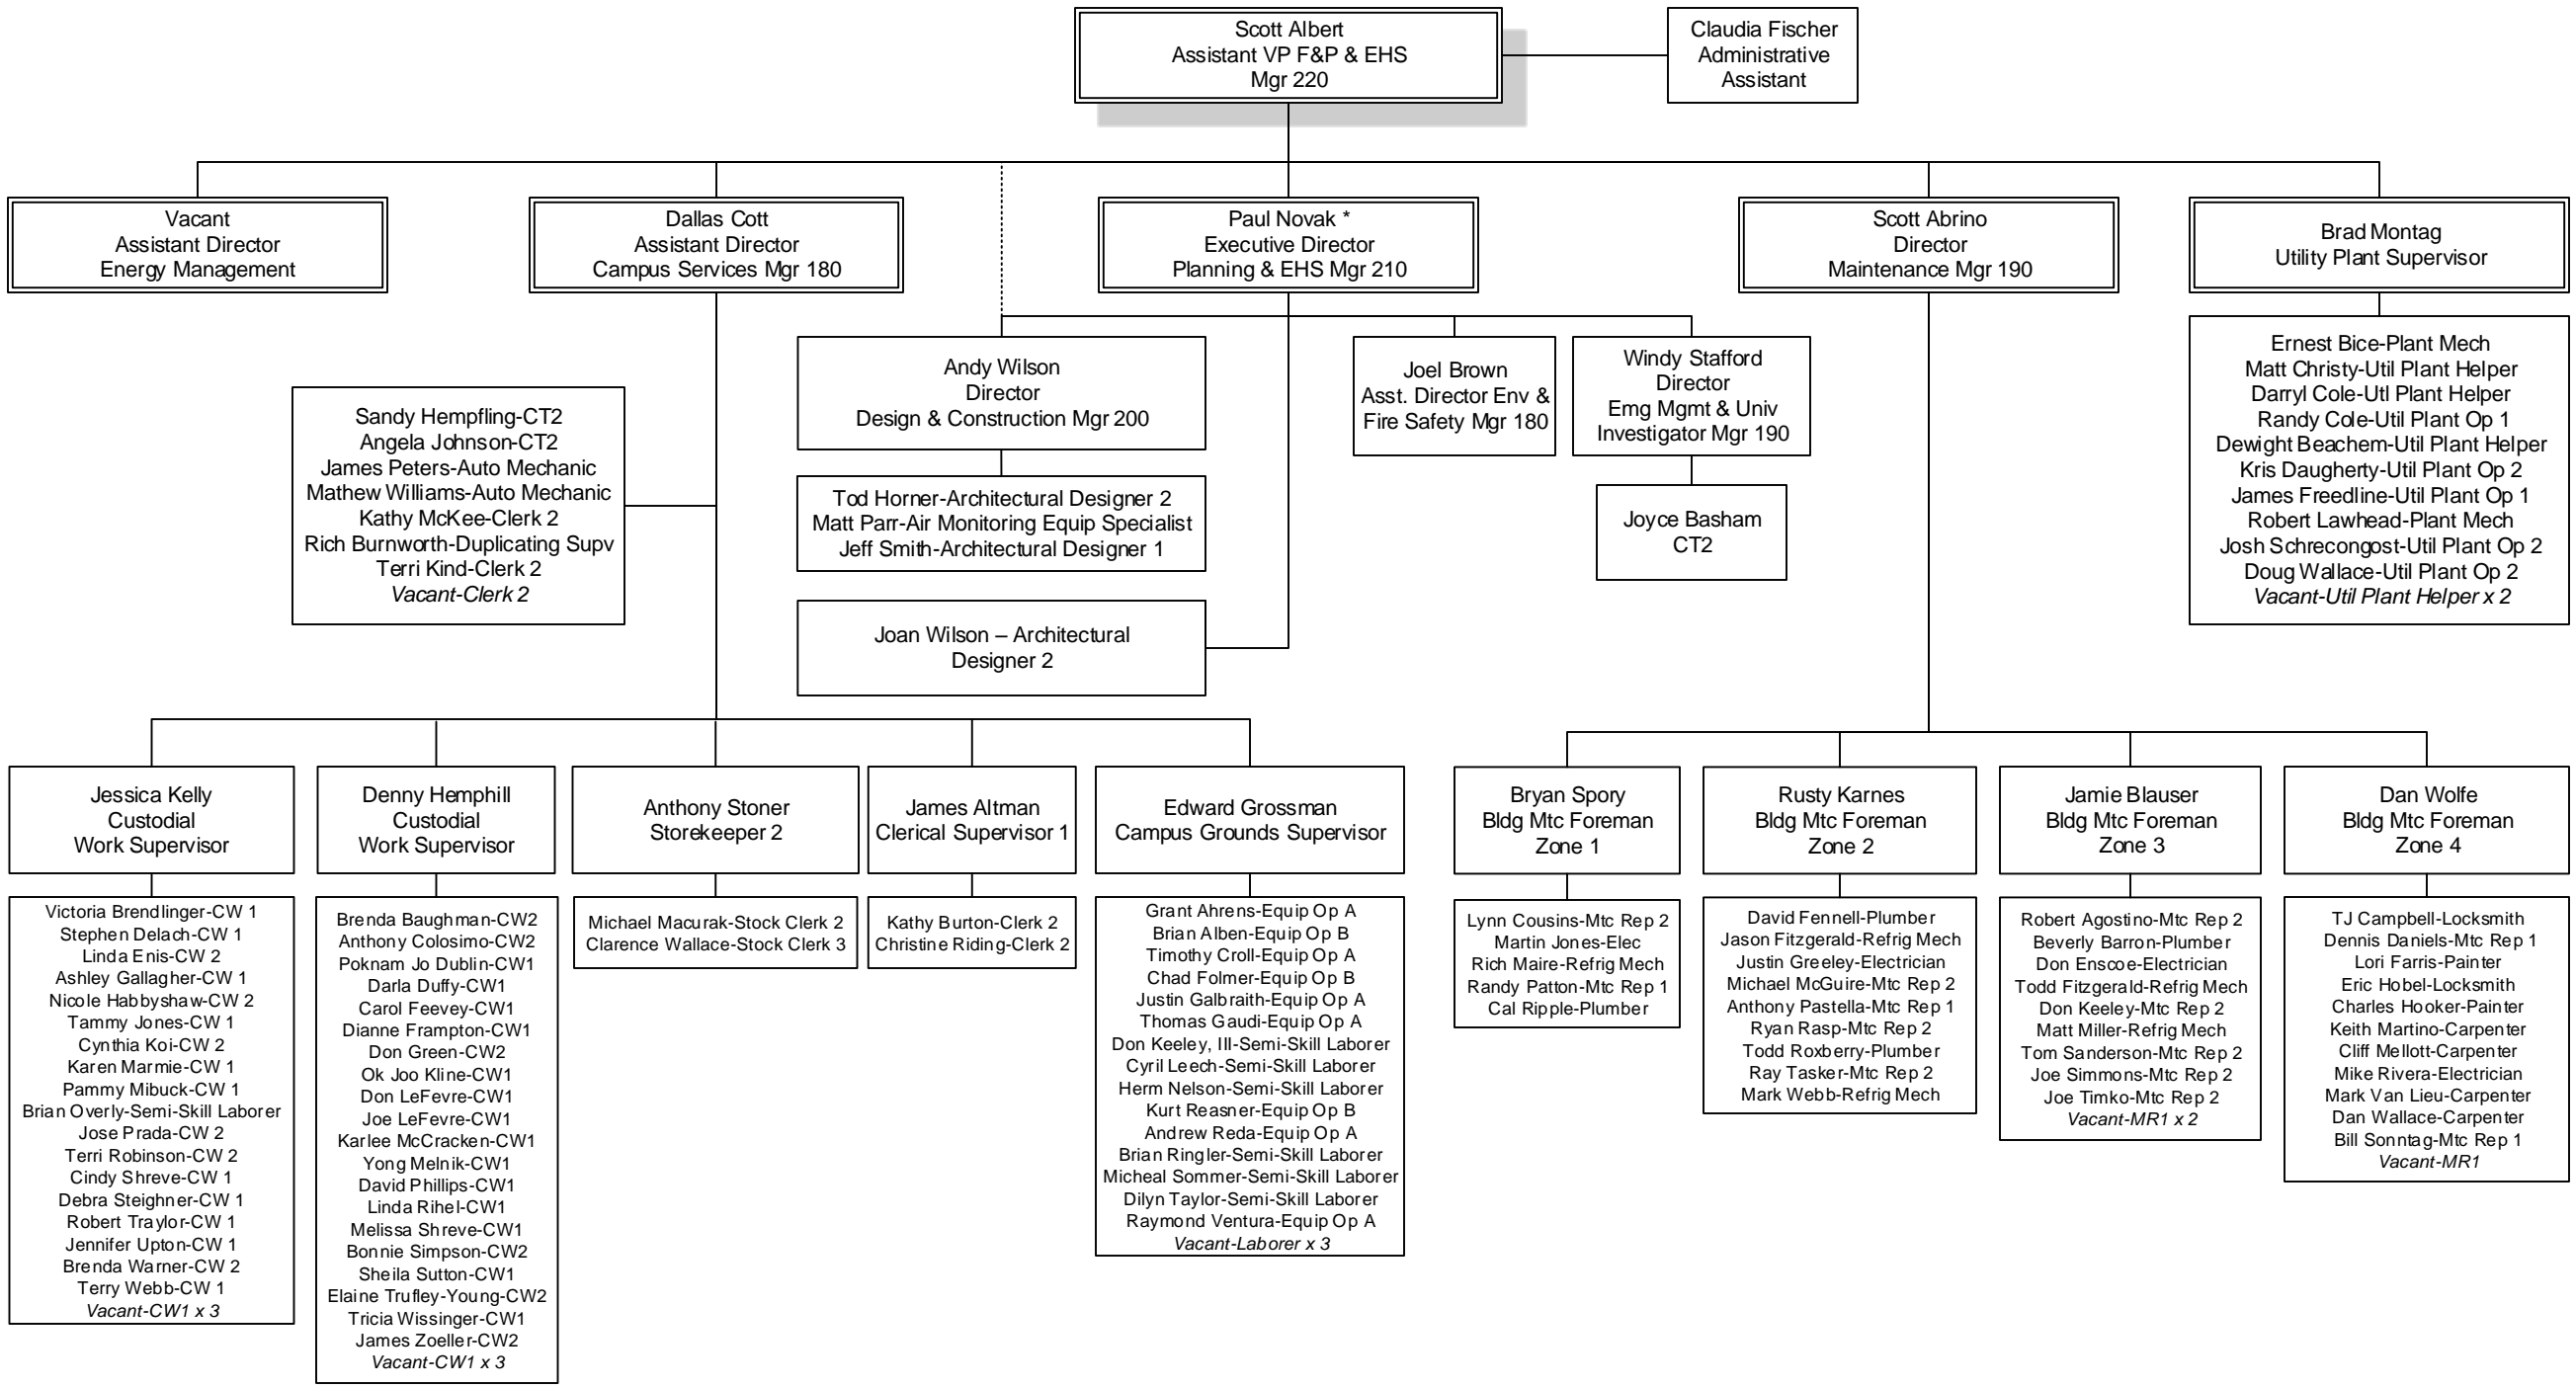 Scott Albert
Assistant VP F&P & EHS
Mgr 220
Claudia Fischer
Administrative
Assistant
Vacant
Assistant Director
Energy Management
Dallas Cott
Assistant Director
Campus Services Mgr 180
Paul Novak *
Executive Director
Planning & EHS Mgr 210
Scott Abrino
Director
Maintenance Mgr 190
Brad Montag
Utility Plant Supervisor
Sandy Hempfling-CT2
Angela Johnson-CT2
James Peters-Auto Mechanic
Mathew Williams-Auto Mechanic
Kathy McKee-Clerk 2
Rich Burnworth-Duplicating Supv
Terri Kind-Clerk 2
Vacant-Clerk 2
Andy Wilson
Director
Design & Construction Mgr 200
Tod Horner-Architectural Designer 2
Matt Parr-Air Monitoring Equip Specialist
Jeff Smith-Architectural Designer 1
Joan Wilson – Architectural
Designer 2
Joel Brown
Asst. Director Env &
Fire Safety Mgr 180
Windy Stafford
Director
Emg Mgmt & Univ
Investigator Mgr 190
Joyce Basham
CT2
Ernest Bice-Plant Mech
Matt Christy-Util Plant Helper
Darryl Cole-Utl Plant Helper
Randy Cole-Util Plant Op 1
Dewight Beachem-Util Plant Helper
Kris Daugherty-Util Plant Op 2
James Freedline-Util Plant Op 1
Robert Lawhead-Plant Mech
Josh Schrecongost-Util Plant Op 2
Doug Wallace-Util Plant Op 2
Vacant-Util Plant Helper x 2
Jessica Kelly
Custodial
Work Supervisor
Denny Hemphill
Custodial
Work Supervisor
Anthony Stoner
Storekeeper 2
James Altman
Clerical Supervisor 1
Edward Grossman
Campus Grounds Supervisor
Bryan Spory
Bldg Mtc Foreman
Zone 1
Rusty Karnes
Bldg Mtc Foreman
Zone 2
Jamie Blauser
Bldg Mtc Foreman
Zone 3
Dan Wolfe
Bldg Mtc Foreman
Zone 4
Victoria Brendlinger-CW 1
Stephen Delach-CW 1
Linda Enis-CW 2
Ashley Gallagher-CW 1
Nicole Habbyshaw-CW 2
Tammy Jones-CW 1
Cynthia Koi-CW 2
Karen Marmie-CW 1
Pammy Mibuck-CW 1
Brian Overly-Semi-Skill Laborer
Jose Prada-CW 2
Terri Robinson-CW 2
Cindy Shreve-CW 1
Debra Steighner-CW 1
Robert Traylor-CW 1
Jennifer Upton-CW 1
Brenda Warner-CW 2
Terry Webb-CW 1
Vacant-CW1 x 3
Brenda Baughman-CW2
Anthony Colosimo-CW2
Poknam Jo Dublin-CW1
Darla Duffy-CW1
Carol Feevey-CW1
Dianne Frampton-CW1
Don Green-CW2
Ok Joo Kline-CW1
Don LeFevre-CW1
Joe LeFevre-CW1
Karlee McCracken-CW1
Yong Melnik-CW1
David Phillips-CW1
Linda Rihel-CW1
Melissa Shreve-CW1
Bonnie Simpson-CW2
Sheila Sutton-CW1
Elaine Trufley-Young-CW2
Tricia Wissinger-CW1
James Zoeller-CW2
Vacant-CW1 x 3
Michael Macurak-Stock Clerk 2
Clarence Wallace-Stock Clerk 3
Kathy Burton-Clerk 2
Christine Riding-Clerk 2
Grant Ahrens-Equip Op A
Brian Alben-Equip Op B
Timothy Croll-Equip Op A
Chad Folmer-Equip Op B
Justin Galbraith-Equip Op A
Thomas Gaudi-Equip Op A
Don Keeley, III-Semi-Skill Laborer
Cyril Leech-Semi-Skill Laborer
Herm Nelson-Semi-Skill Laborer
Kurt Reasner-Equip Op B
Andrew Reda-Equip Op A
Brian Ringler-Semi-Skill Laborer
Micheal Sommer-Semi-Skill Laborer
Dilyn Taylor-Semi-Skill Laborer
Raymond Ventura-Equip Op A
Vacant-Laborer x 3
Lynn Cousins-Mtc Rep 2
Martin Jones-Elec
Rich Maire-Refrig Mech
Randy Patton-Mtc Rep 1
Cal Ripple-Plumber
David Fennell-Plumber
Jason Fitzgerald-Refrig Mech
Justin Greeley-Electrician
Michael McGuire-Mtc Rep 2
Anthony Pastella-Mtc Rep 1
Ryan Rasp-Mtc Rep 2
Todd Roxberry-Plumber
Ray Tasker-Mtc Rep 2
Mark Webb-Refrig Mech
Robert Agostino-Mtc Rep 2
Beverly Barron-Plumber
Don Enscoe-Electrician
Todd Fitzgerald-Refrig Mech
Don Keeley-Mtc Rep 2
Matt Miller-Refrig Mech
Tom Sanderson-Mtc Rep 2
Joe Simmons-Mtc Rep 2
Joe Timko-Mtc Rep 2
Vacant-MR1 x 2
TJ Campbell-Locksmith
Dennis Daniels-Mtc Rep 1
Lori Farris-Painter
Eric Hobel-Locksmith
Charles Hooker-Painter
Keith Martino-Carpenter
Cliff Mellott-Carpenter
Mike Rivera-Electrician
Mark Van Lieu-Carpenter
Dan Wallace-Carpenter
Bill Sonntag-Mtc Rep 1
Vacant-MR1